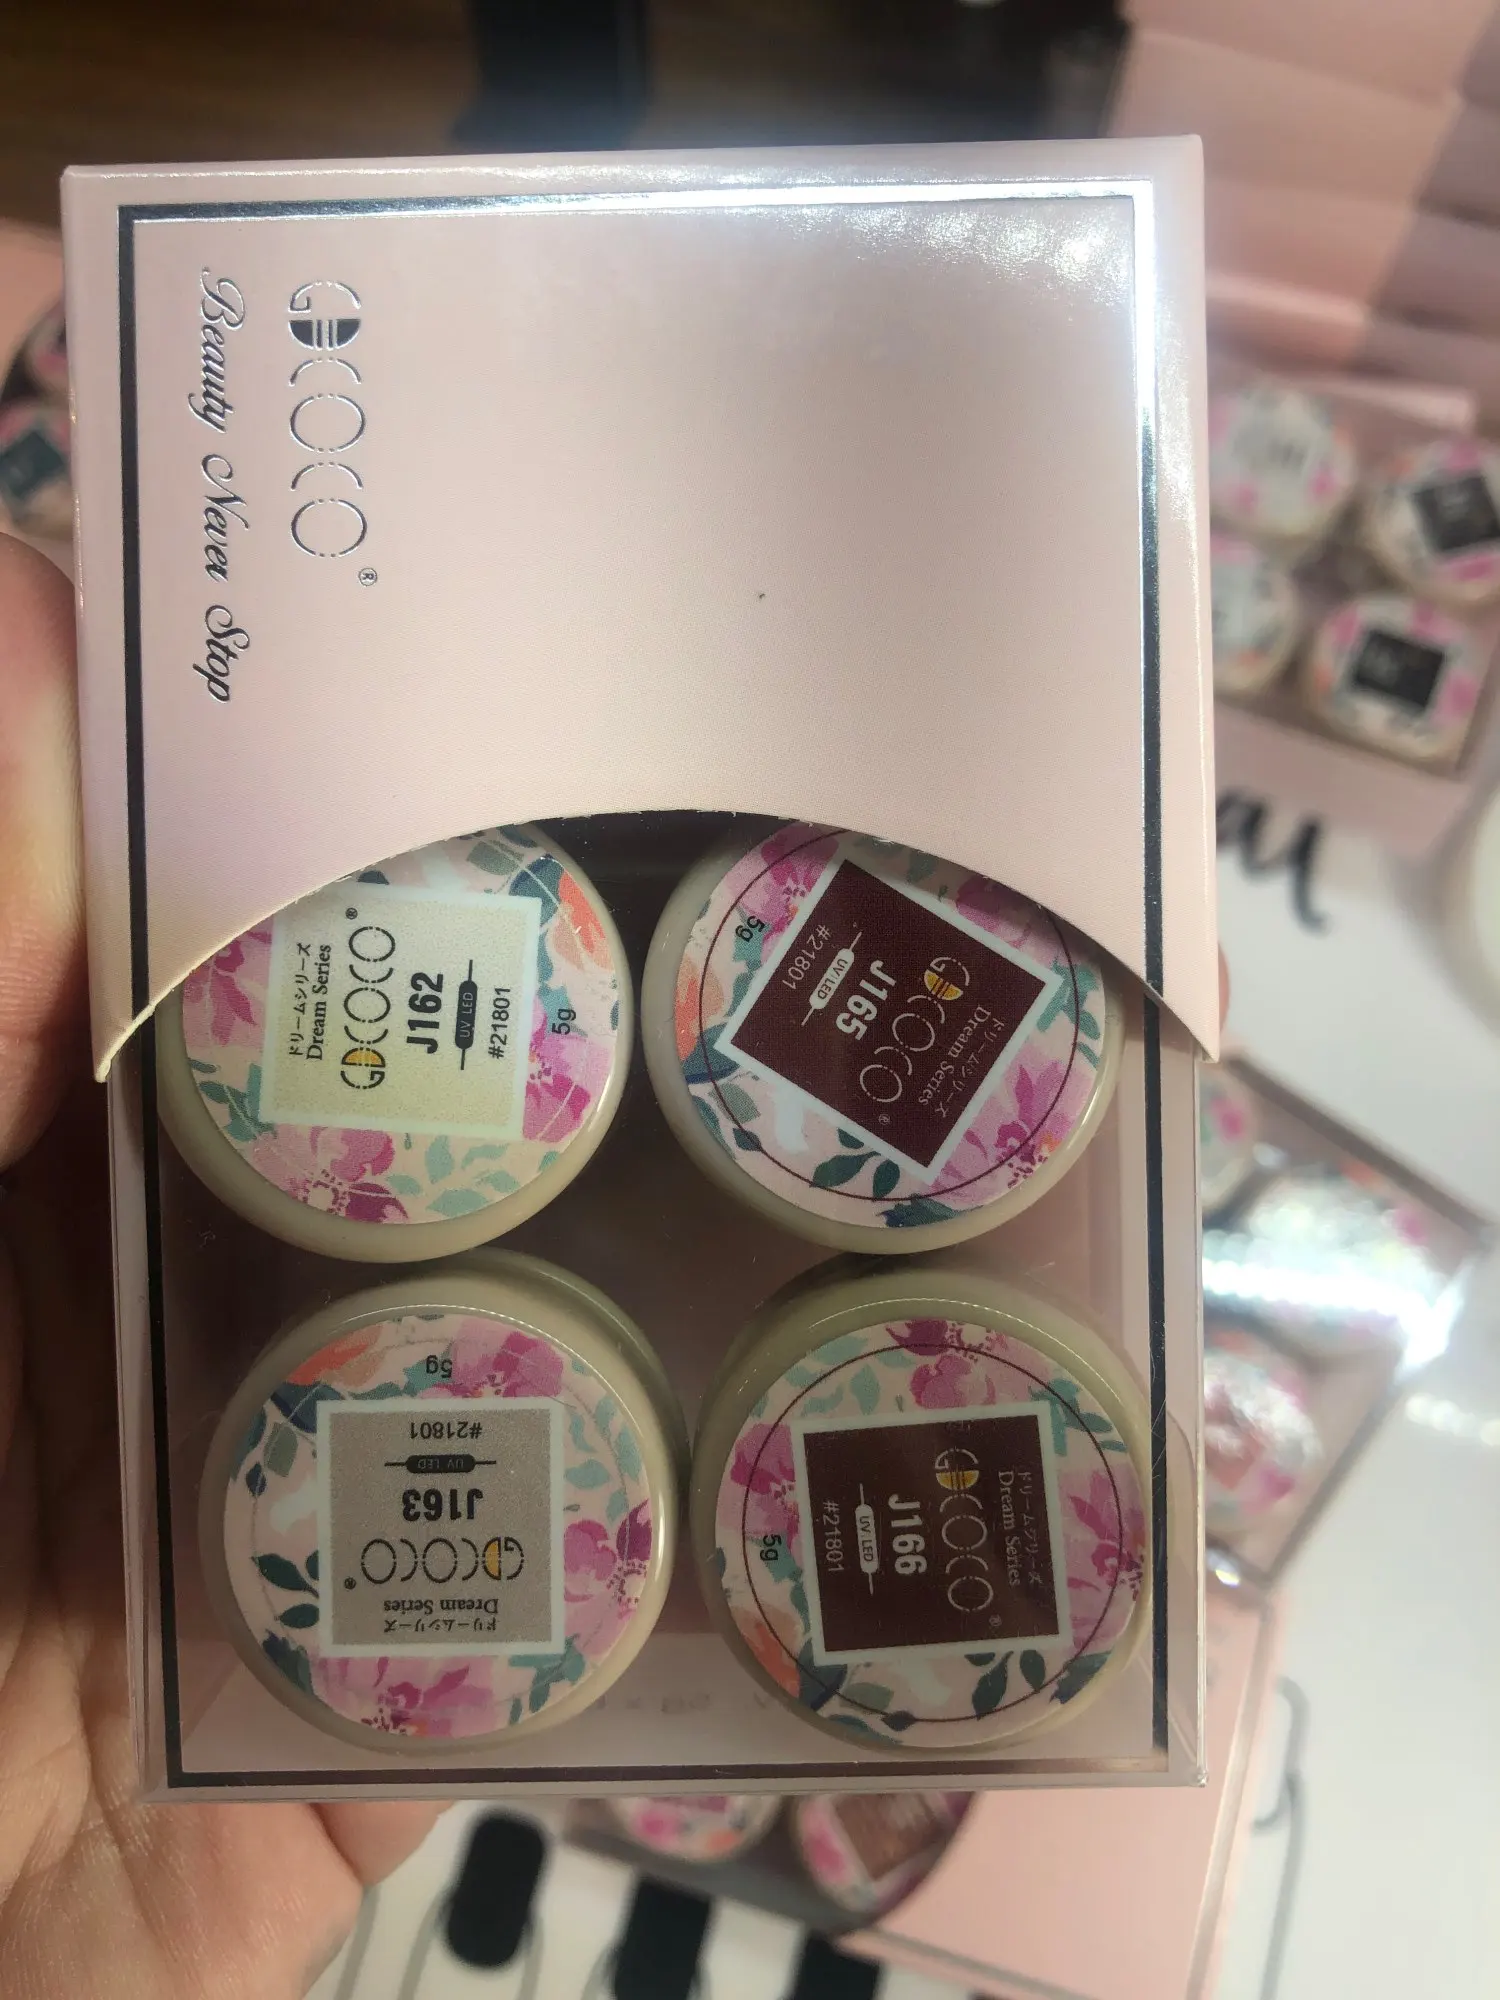 GDCOCO®
Beauty Never Stop
ドリームシリーズ
Dream Series
GDCOCO®
J162
UV LED
#21801
5g
ドリームシリーズ
Dream Series
GDCOCO®
J165
UV/LED
#21801
5g
ドリームシリーズ
Dream Series
GDCOCO®
J163
UV LED
#21801
5g
ドリームシリーズ
Dream Series
GDCOCO®
J166
UV LED
#21801
5g